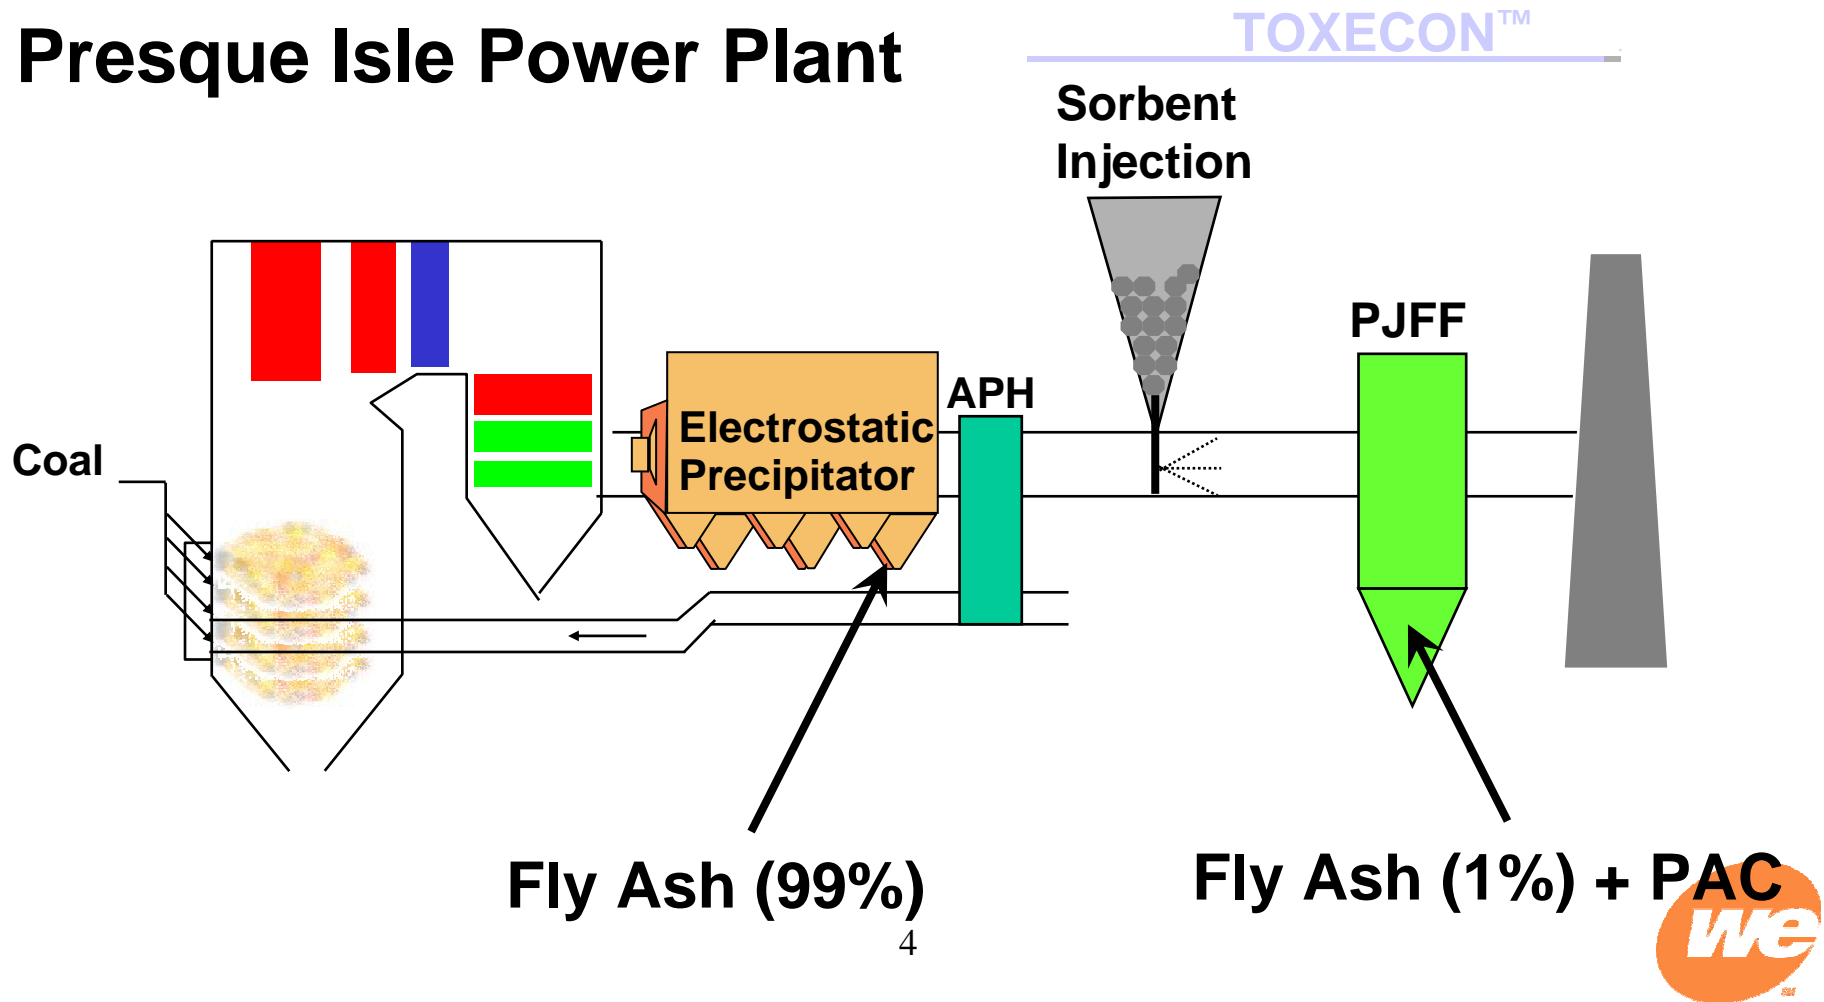 Presque Isle Power Plant
TOXECON™
Sorbent
Injection
PJFF
APH
Electrostatic
Precipitator
Coal
Fly Ash (99%)
Fly Ash (1%) + PAC
4
we
SM